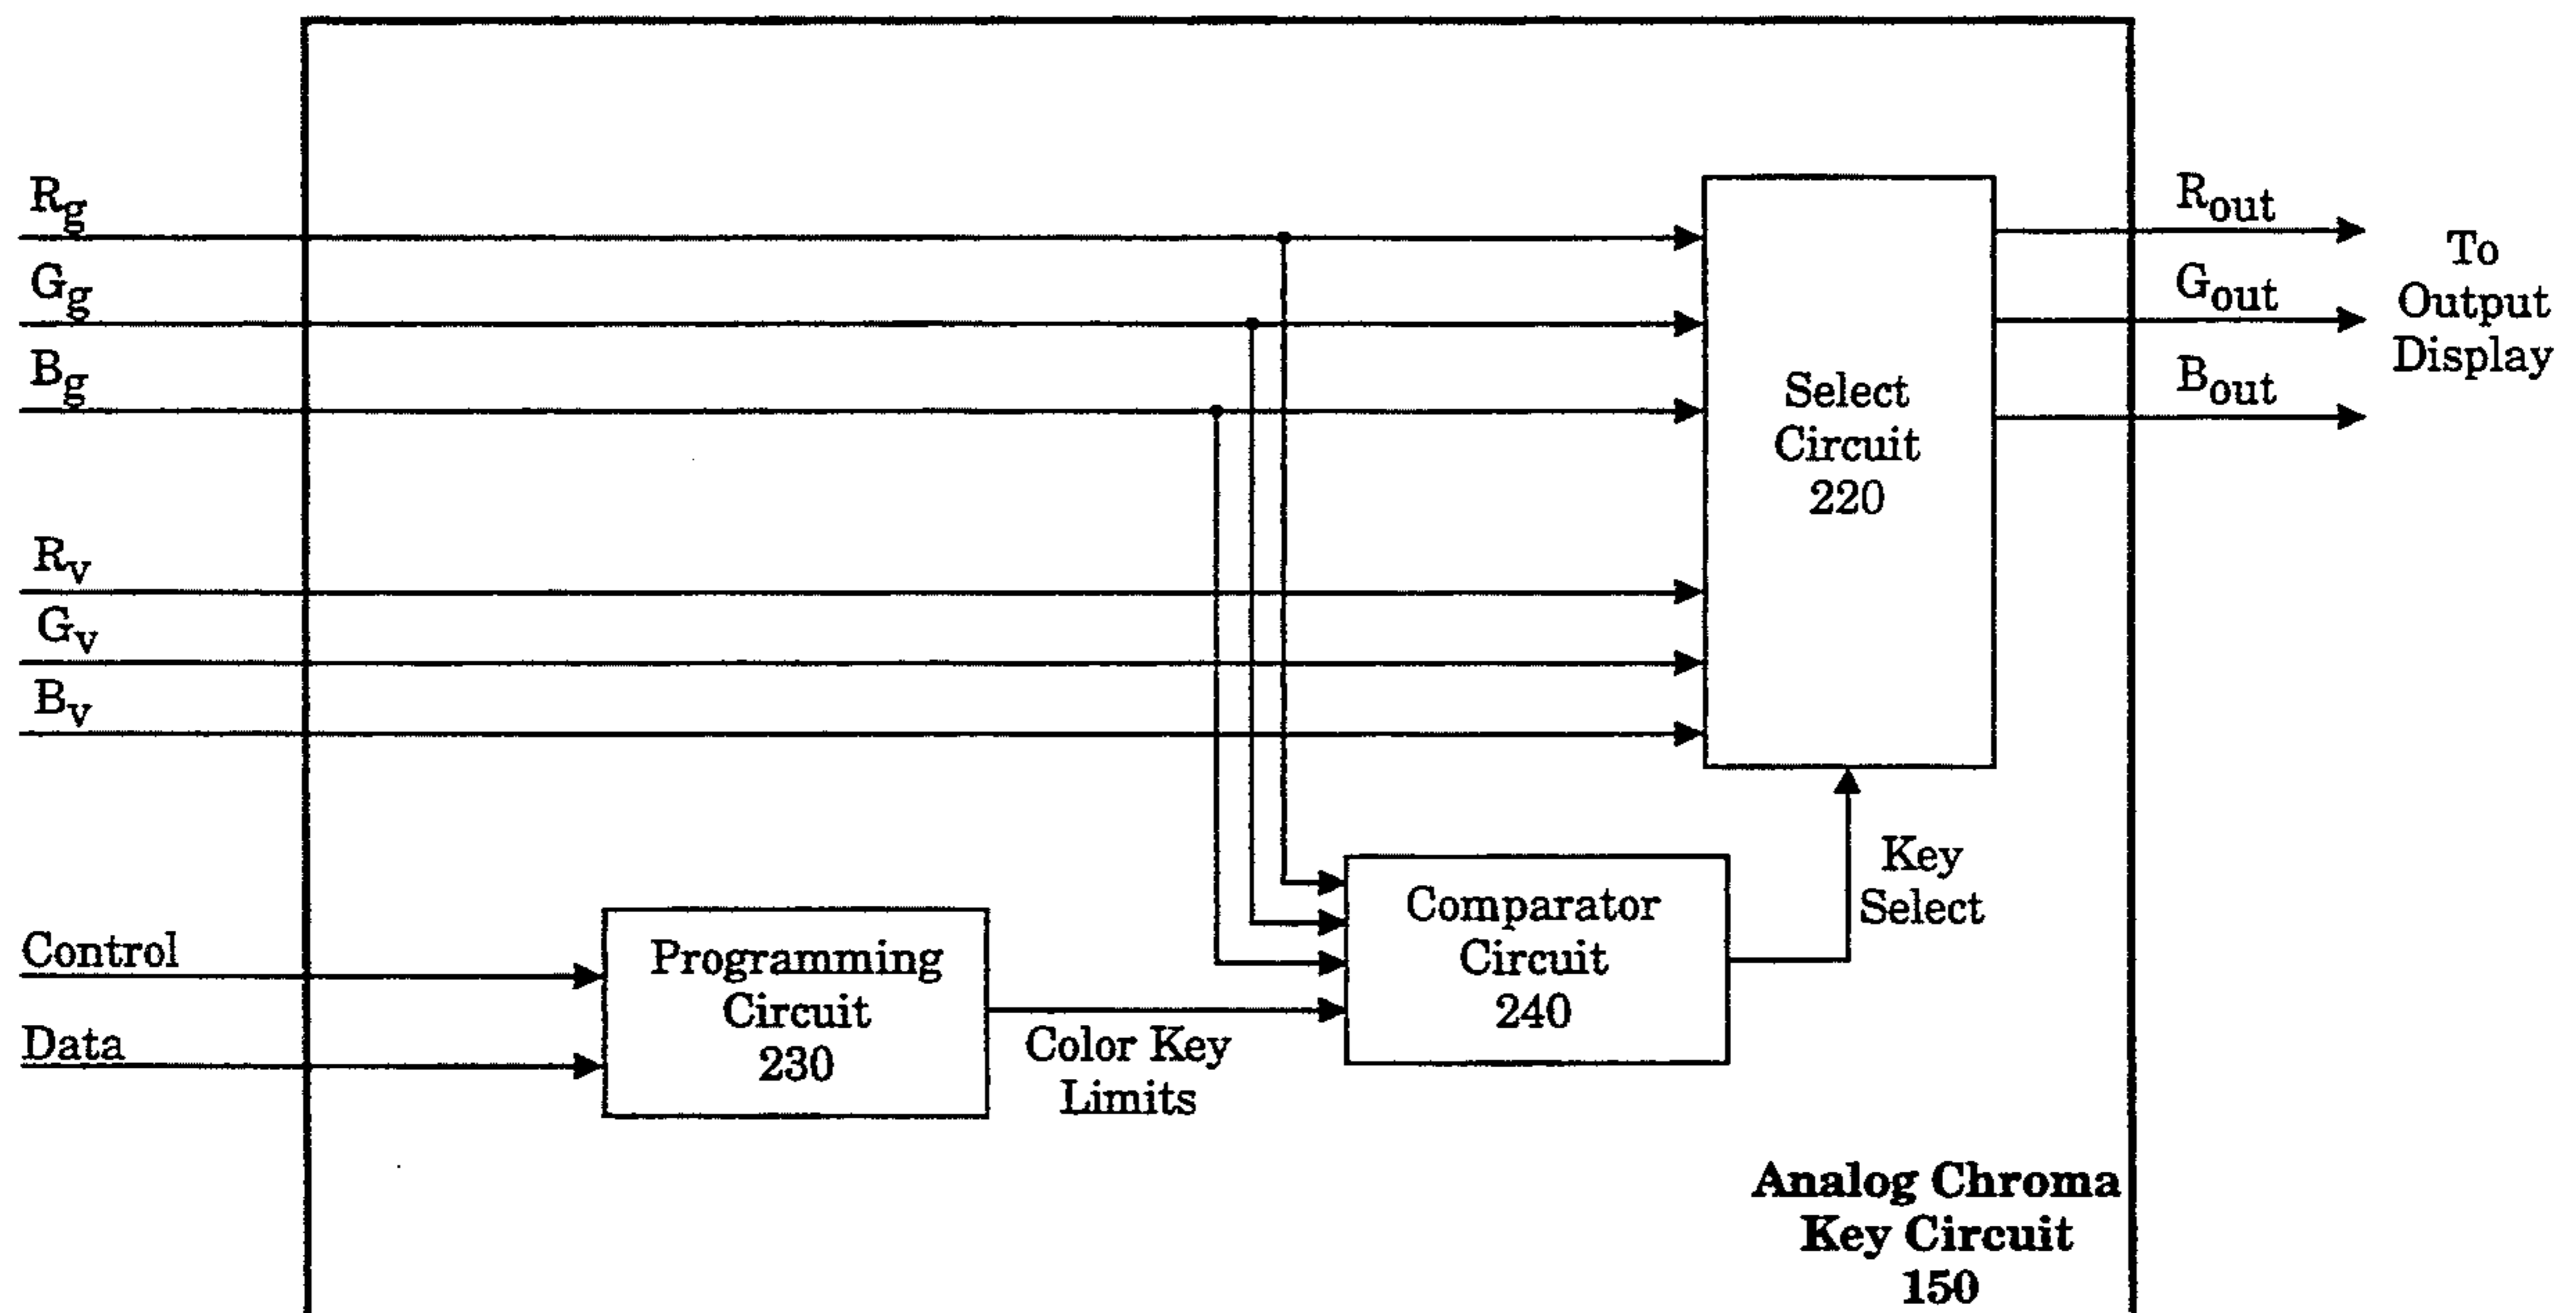 Rg
Gg
Bg
Rv
Gv
Bv
Control
Data
Programming
Circuit
230
Color Key
Limits
Comparator
Circuit
240
Key
Select
Select
Circuit
220
Rout
Gout
Bout
To
Output
Display
Analog Chroma
Key Circuit
150